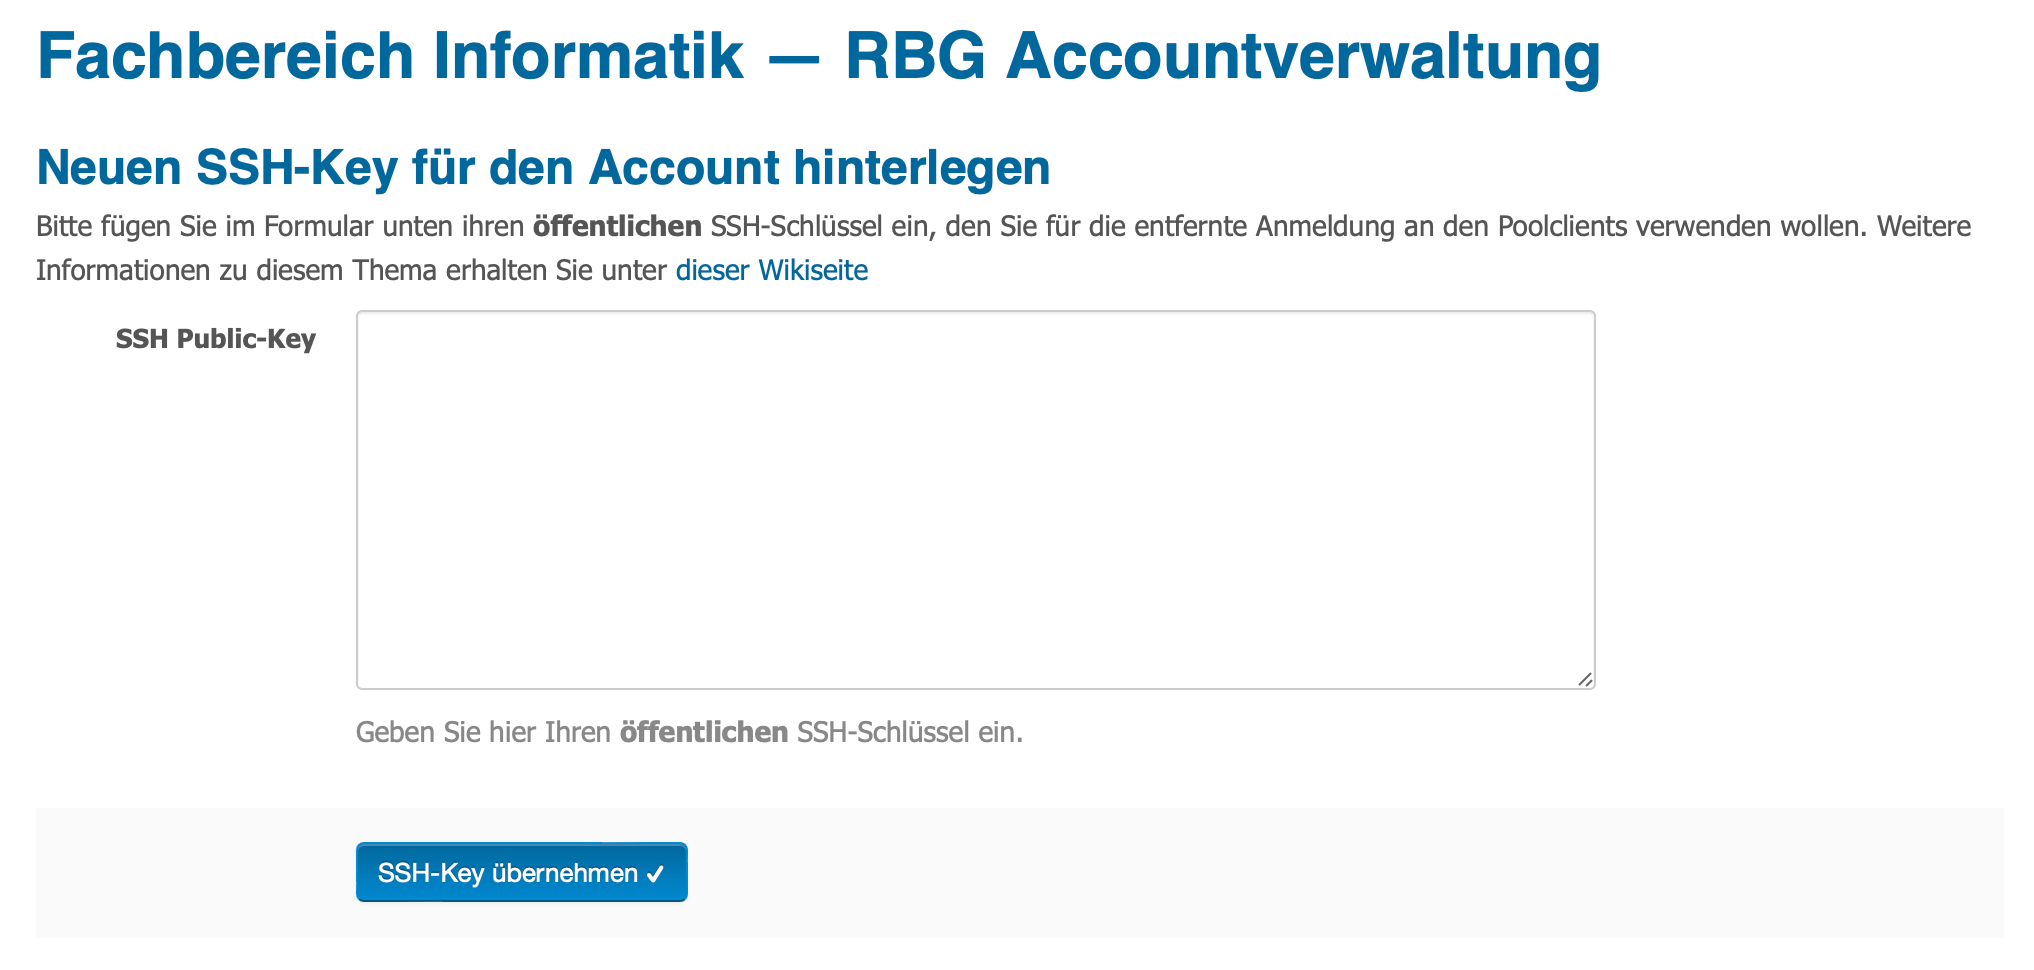 Fachbereich Informatik — RBG Accountverwaltung
Neuen SSH-Key für den Account hinterlegen
Bitte fügen Sie im Formular unten ihren öffentlichen SSH-Schlüssel ein, den Sie für die entfernte Anmeldung an den Poolclients verwenden wollen. Weitere
Informationen zu diesem Thema erhalten Sie unter dieser Wikiseite
SSH Public-Key
Geben Sie hier Ihren öffentlichen SSH-Schlüssel ein.
SSH-Key übernehmen ✓